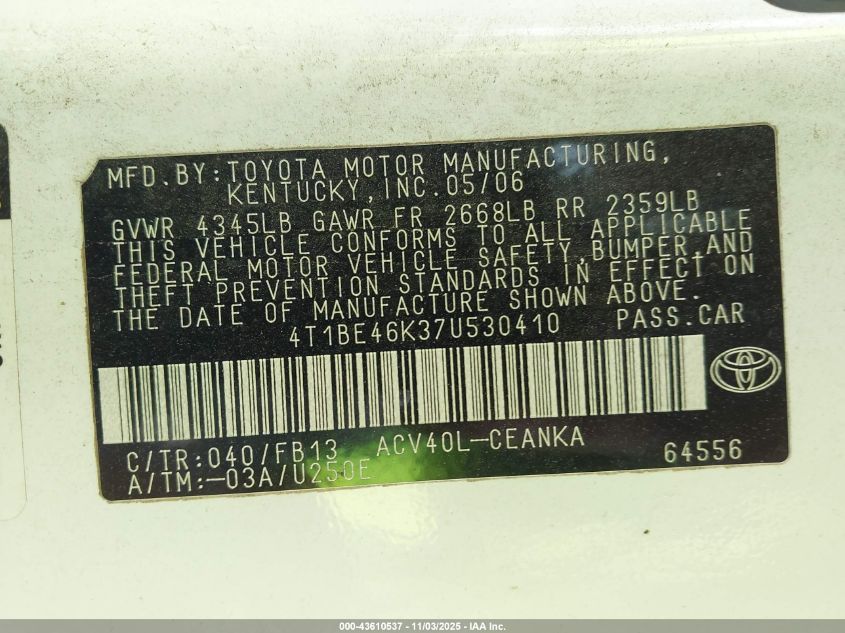 MFD.BY:TOYOTA MOTOR MANUFACTURING,
KENTUCKY,INC.05/06
GVWR 4345LB GAWR FR 2668LB RR 2359LB
THIS VEHICLE CONFORMS TO ALL APPLICABLE
FEDERAL MOTOR VEHICLE SAFETY,BUMPER,AND
THEFT PREVENTION STANDARDS IN EFFECT ON
THE DATE OF MANUFACTURE SHOWN ABOVE.
4T1BE46K37U530410 PASS.CAR
C/TR:040/FB13 ACV40L-CEANKA
A/TM:-03A/U250E 64556
000-43610537 - 11/03/2025 - IAA Inc.